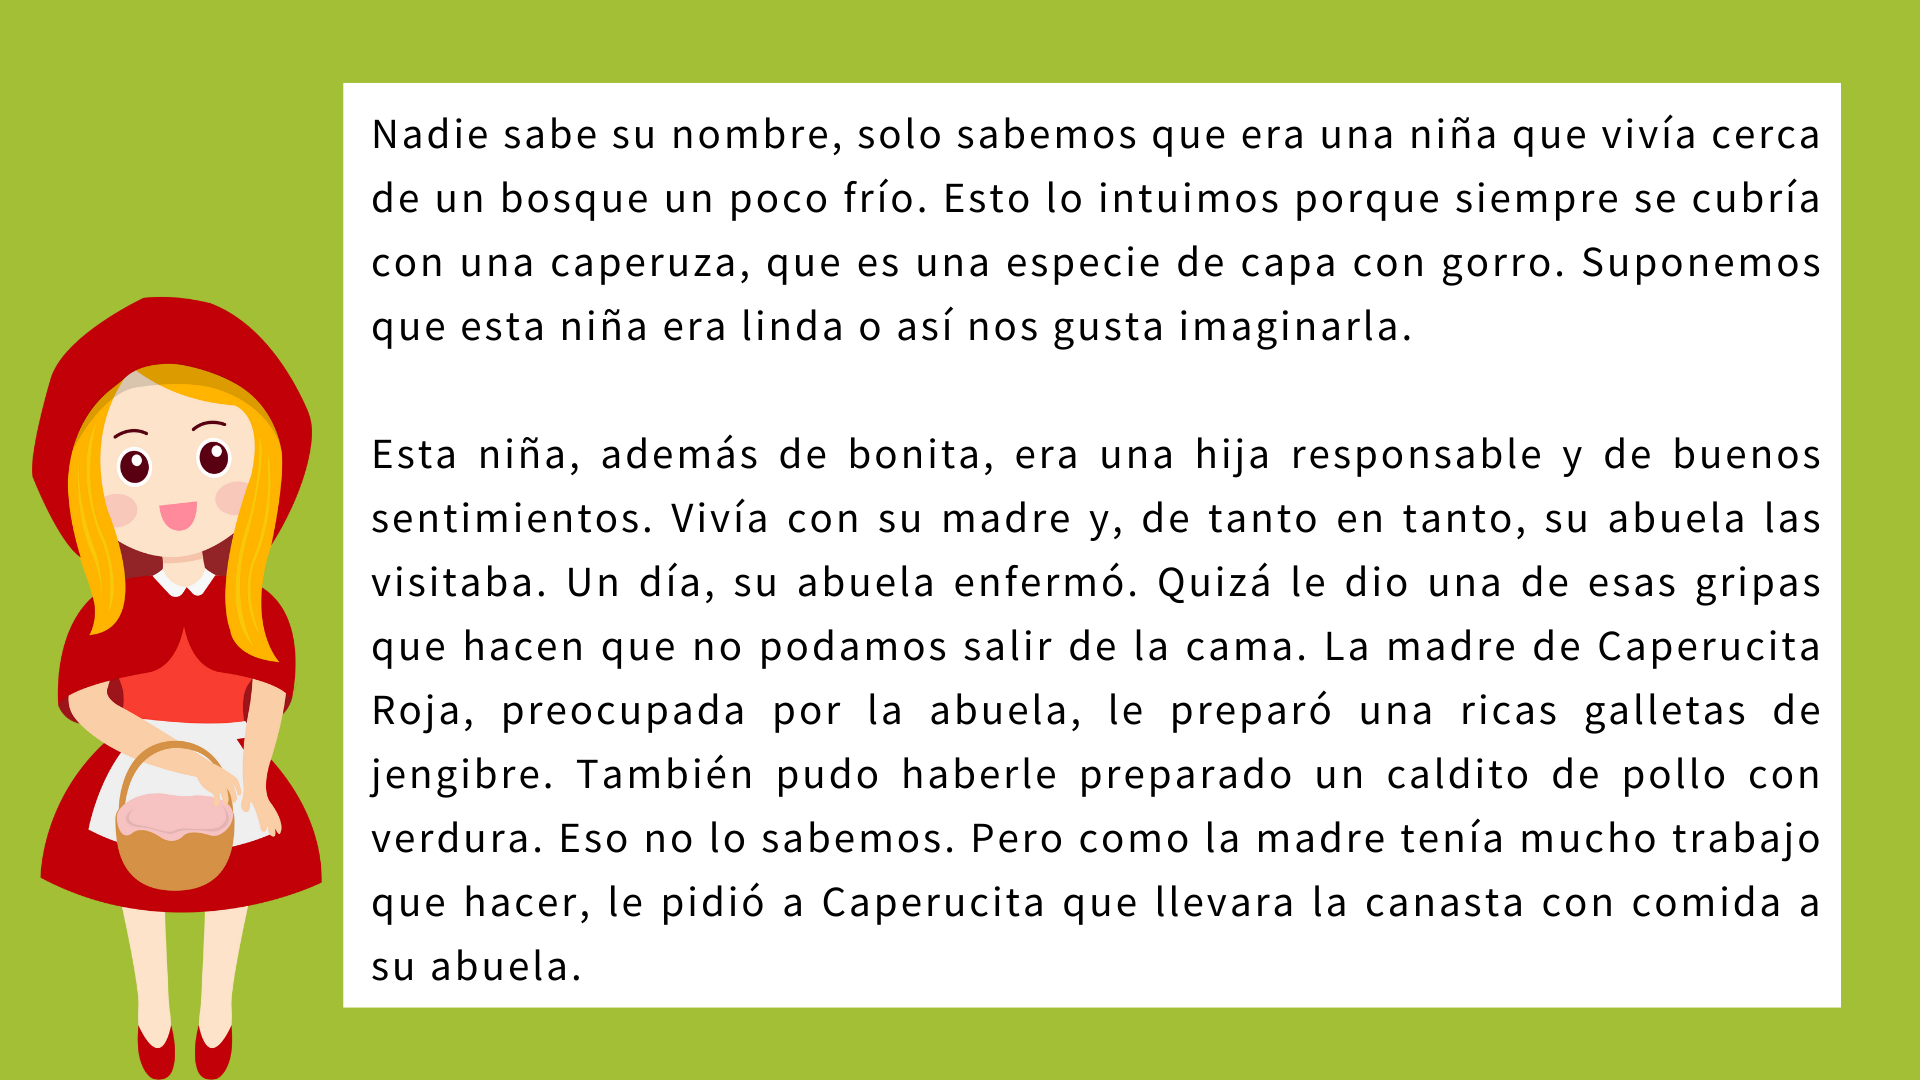 Nadie sabe su nombre, solo sabemos que era una niña que vivía cerca
de un bosque un poco frío. Esto lo intuimos porque siempre se cubría
con una caperuza, que es una especie de capa con gorro. Suponemos
que esta niña era linda o así nos gusta imaginarla.
Esta niña, además de bonita, era una hija responsable y de buenos
sentimientos. Vivía con su madre y, de tanto en tanto, su abuela las
visitaba. Un día, su abuela enfermó. Quizá le dio una de esas gripas
que hacen que no podamos salir de la cama. La madre de Caperucita
Roja, preocupada por la abuela, le preparó una ricas galletas de
jengibre. También pudo haberle preparado un caldito de pollo con
verdura. Eso no lo sabemos. Pero como la madre tenía mucho trabajo
que hacer, le pidió a Caperucita que llevara la canasta con comida a
su abuela.